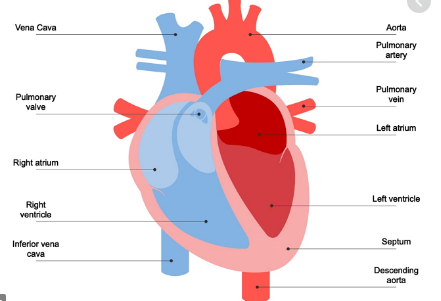 Vena Cava
Pulmonary
valve
Right atrium
Right
ventricle
Inferior vena
cava
Aorta
Pulmonary
artery
Pulmonary
vein
Left atrium
Left ventricle
Septum
Descending
aorta